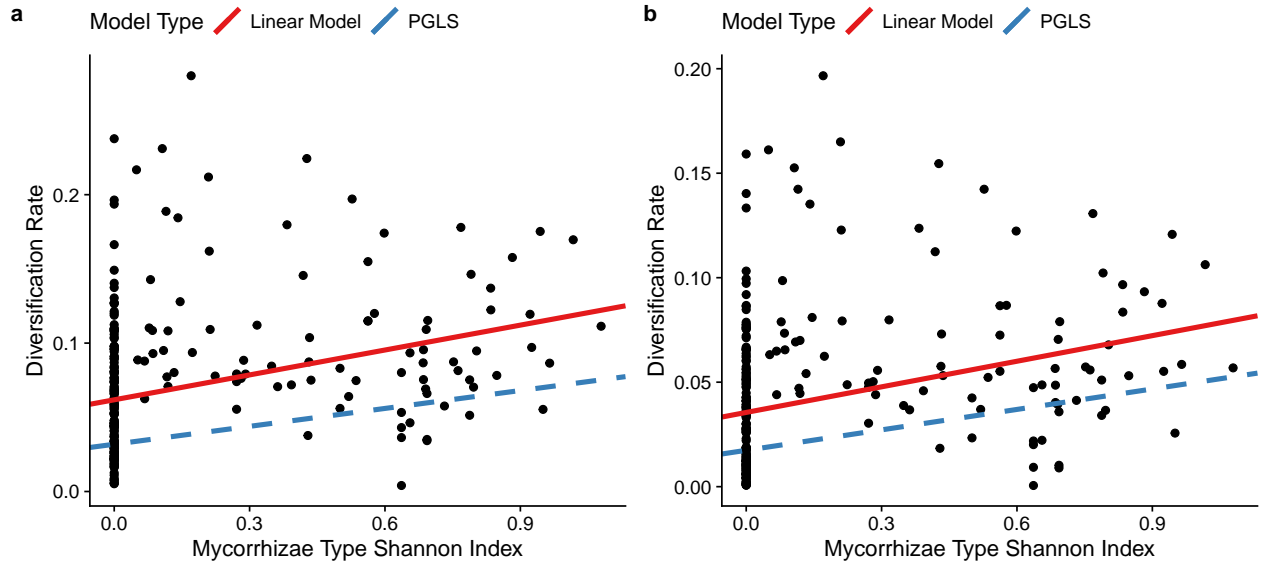 a
Model Type Linear Model PGLS
Diversification Rate
0.2
0.1
0.0
0.0 0.3 0.6 0.9
Mycorrhizae Type Shannon Index
b
Model Type Linear Model PGLS
Diversification Rate
0.20
0.15
0.10
0.05
0.00
0.0 0.3 0.6 0.9
Mycorrhizae Type Shannon Index